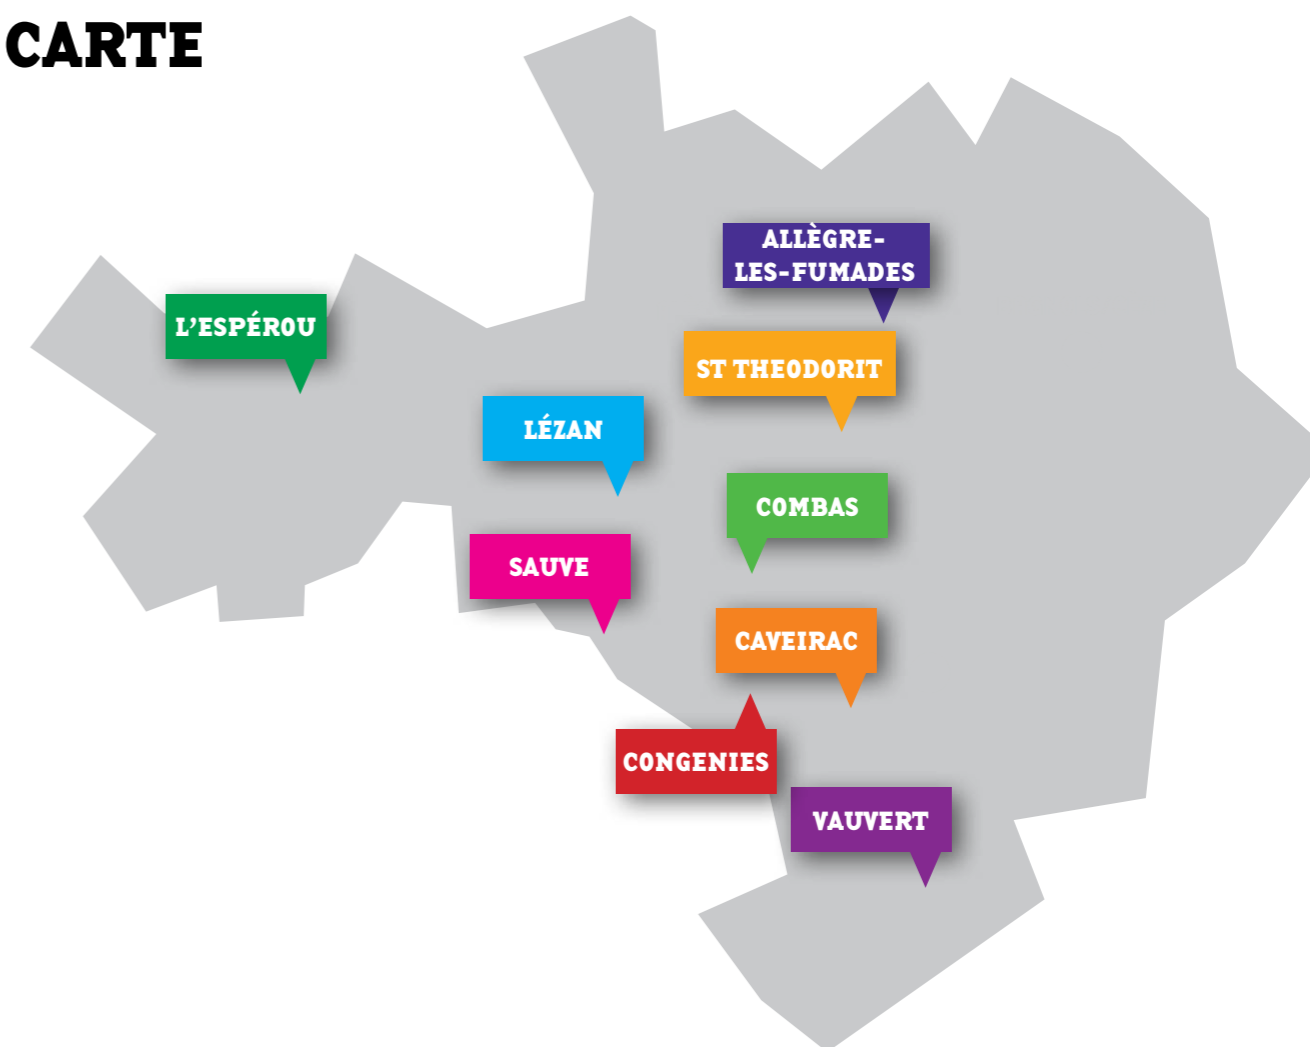 CARTE
ALLÈGRE-
LES-FUMADES
L'ESPÉROU
ST THEODORIT
LÉZAN
COMBAS
SAUVE
CAVEIRAC
CONGENIES
VAUVERT